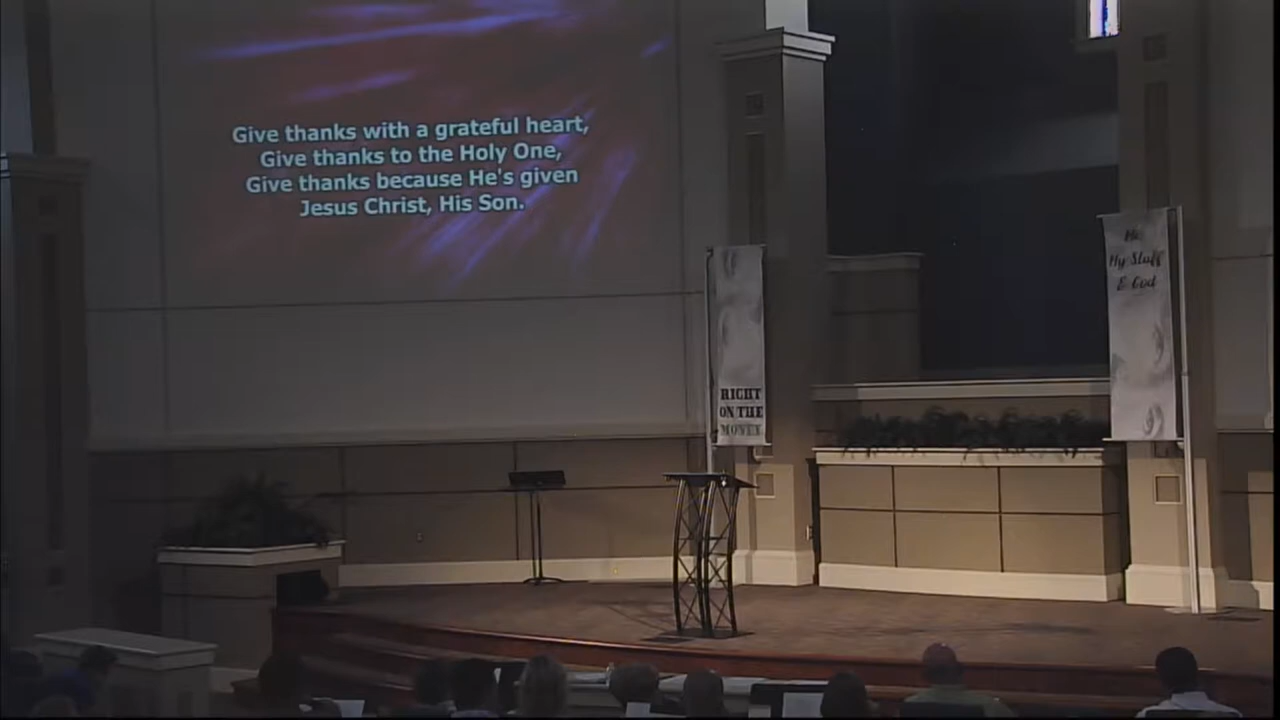 Give thanks with a grateful heart,
Give thanks to the Holy One,
Give thanks because He's given
Jesus Christ, His Son.
RIGHT
ON THE
MONEY
Me
My Stuff
& God